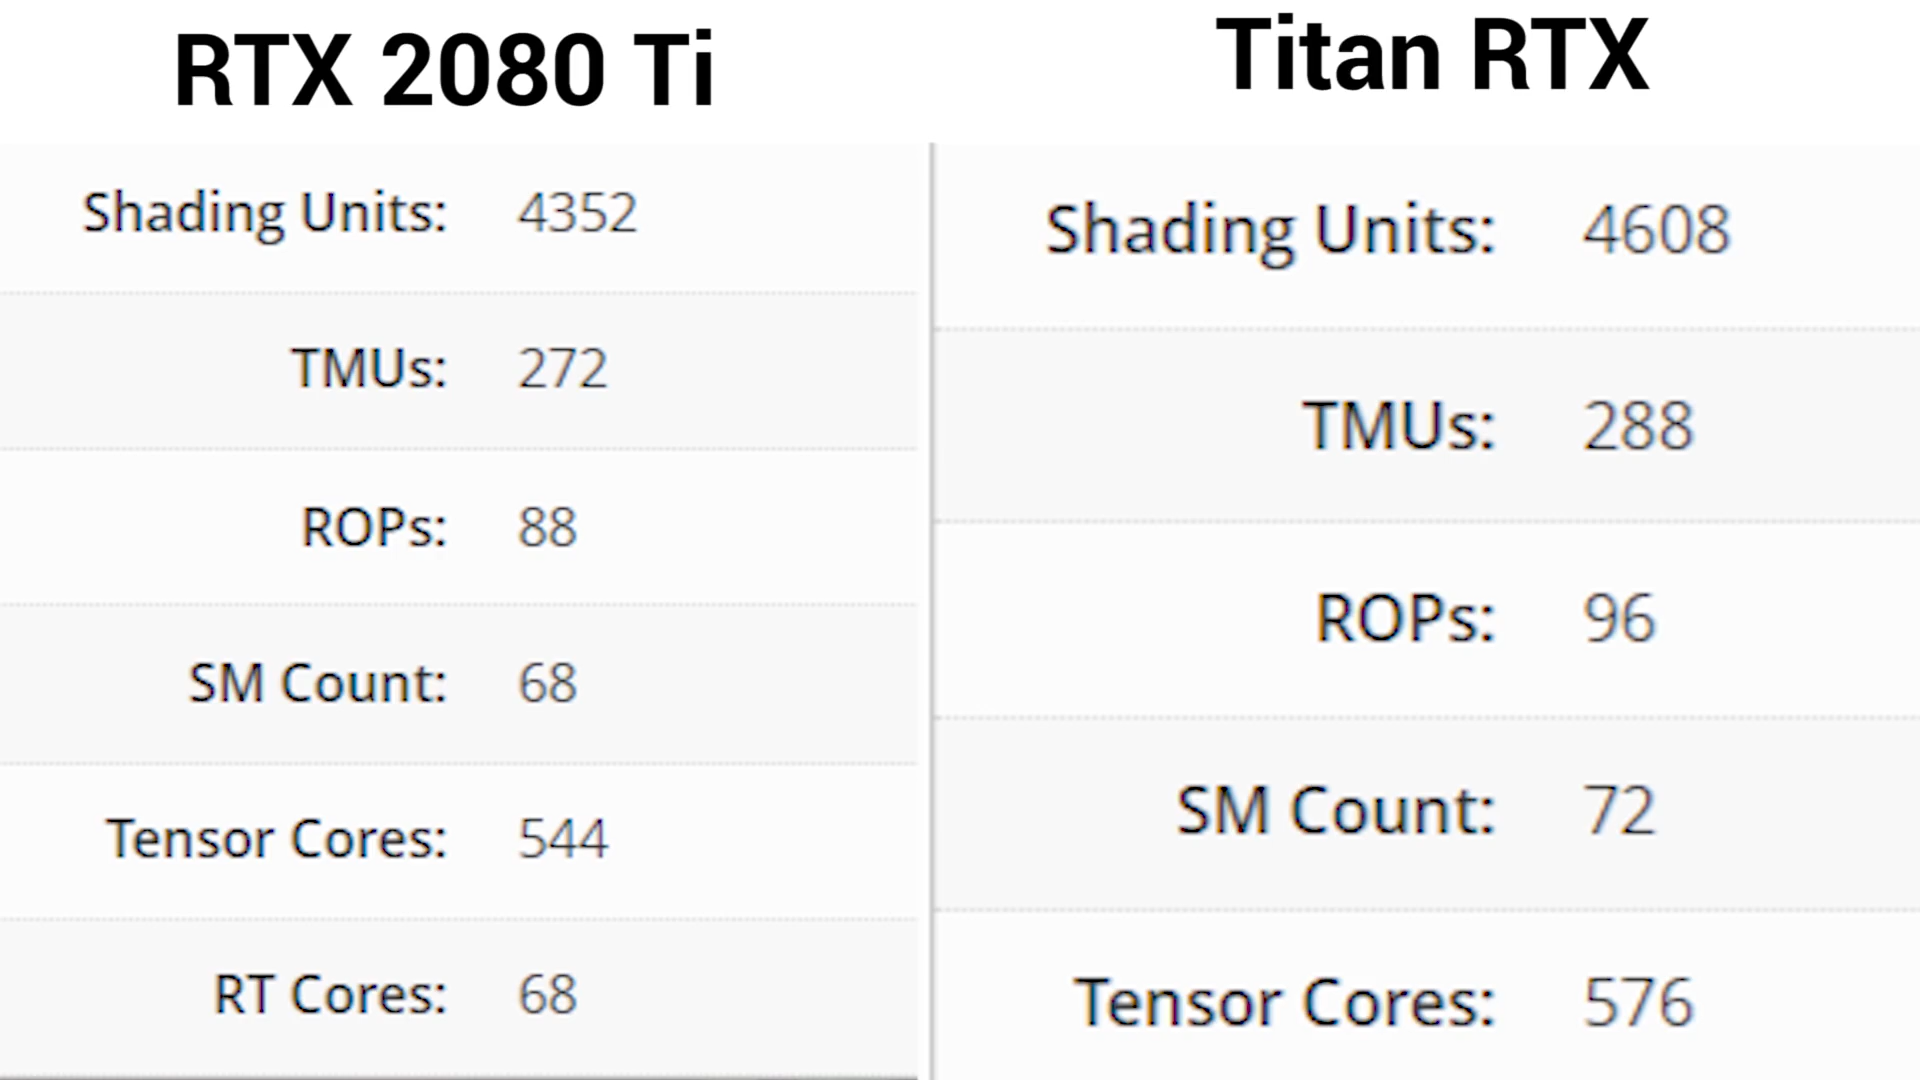 RTX 2080 Ti
Shading Units: 4352
TMUs: 272
ROPs: 88
SM Count: 68
Tensor Cores: 544
RT Cores: 68
Titan RTX
Shading Units: 4608
TMUs: 288
ROPs: 96
SM Count: 72
Tensor Cores: 576